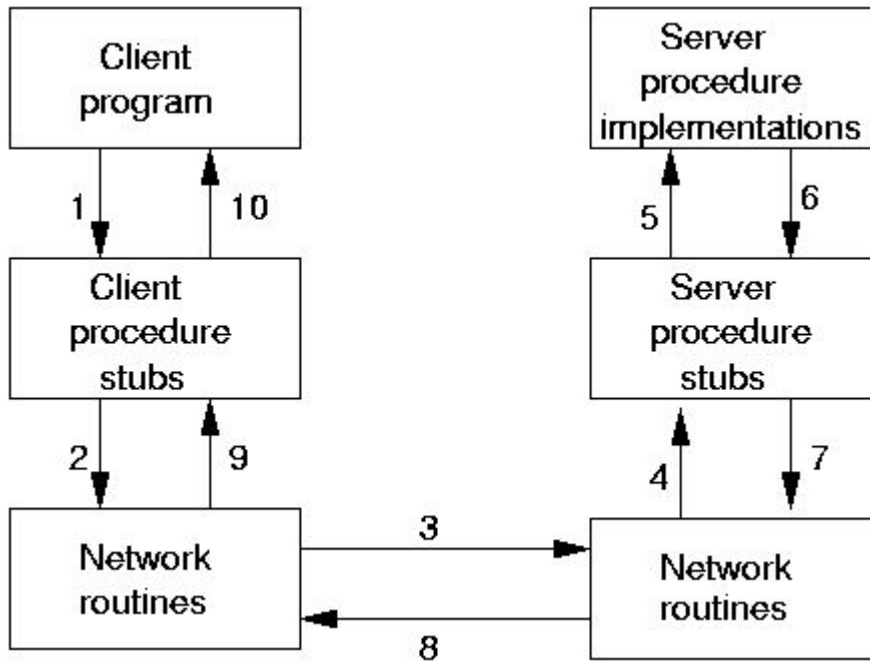 Client
program
Server
procedure
implementations
1
10
5
6
Client
procedure
stubs
Server
procedure
stubs
2
9
4
7
Network
routines
3
8
Network
routines